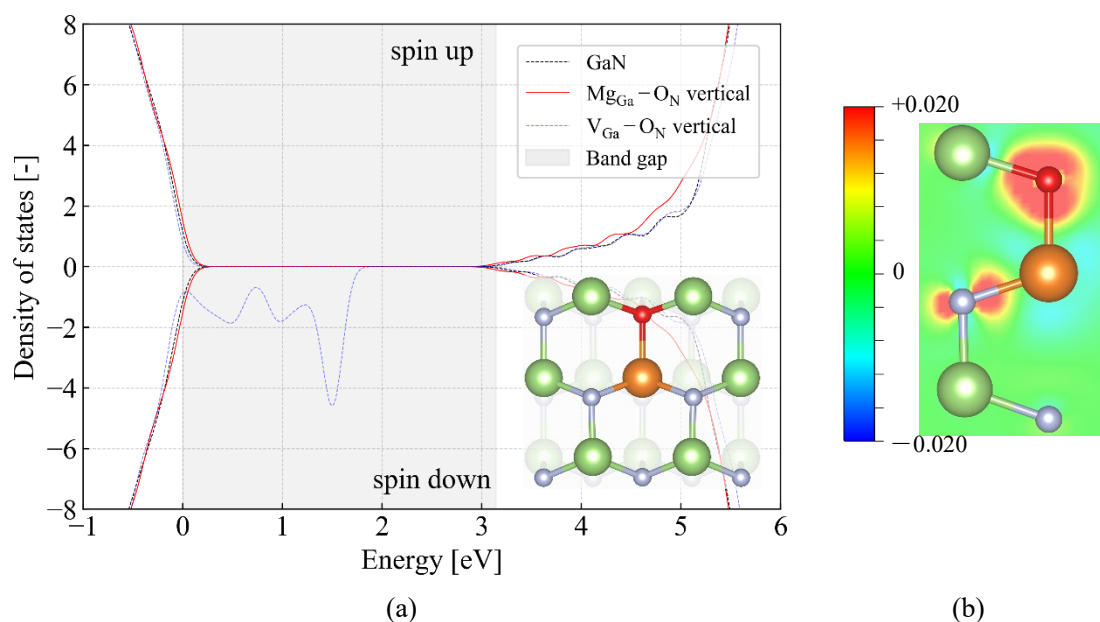 8
6
4
2
0
−2
−4
−6
−8
Density of states [-]
−1
0
1
2
3
4
5
6
Energy [eV]
spin up
spin down
GaN
Mg_Ga−O_N vertical
V_Ga−O_N vertical
Band gap
(a)
+0.020
0
−0.020
(b)